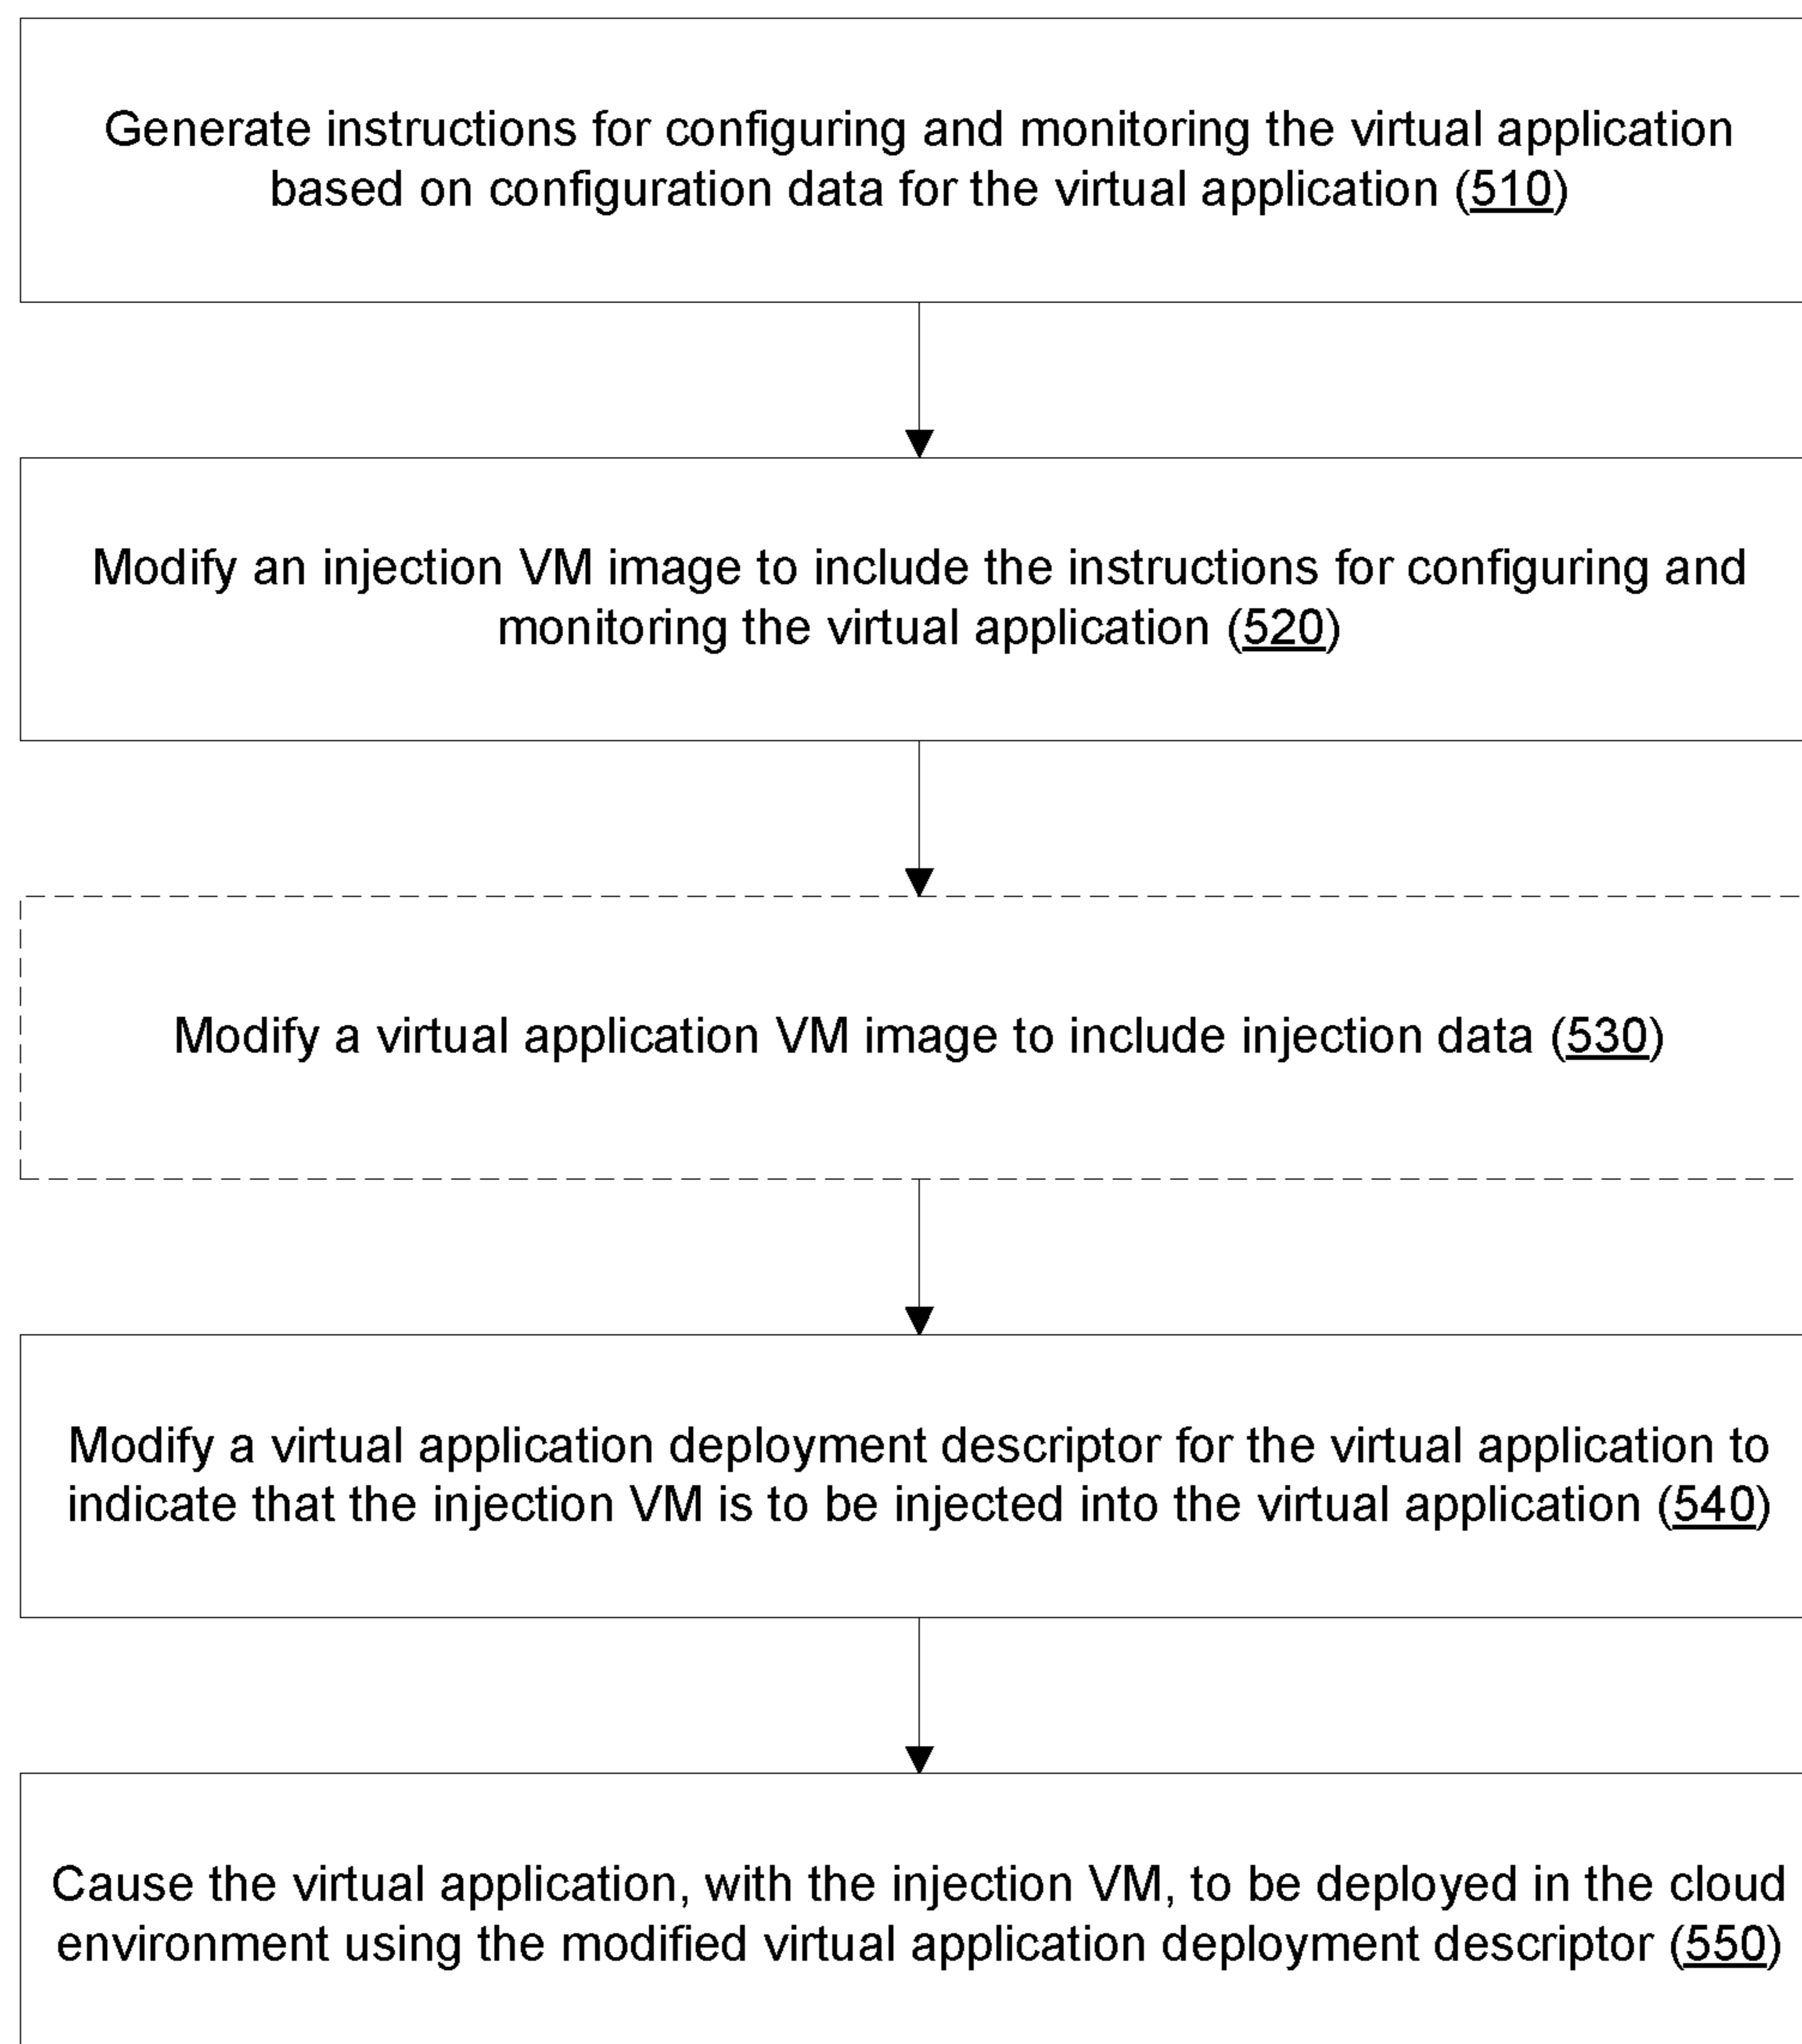 Generate instructions for configuring and monitoring the virtual application
based on configuration data for the virtual application (510)
Modify an injection VM image to include the instructions for configuring and
monitoring the virtual application (520)
Modify a virtual application VM image to include injection data (530)
Modify a virtual application deployment descriptor for the virtual application to
indicate that the injection VM is to be injected into the virtual application (540)
Cause the virtual application, with the injection VM, to be deployed in the cloud
environment using the modified virtual application deployment descriptor (550)